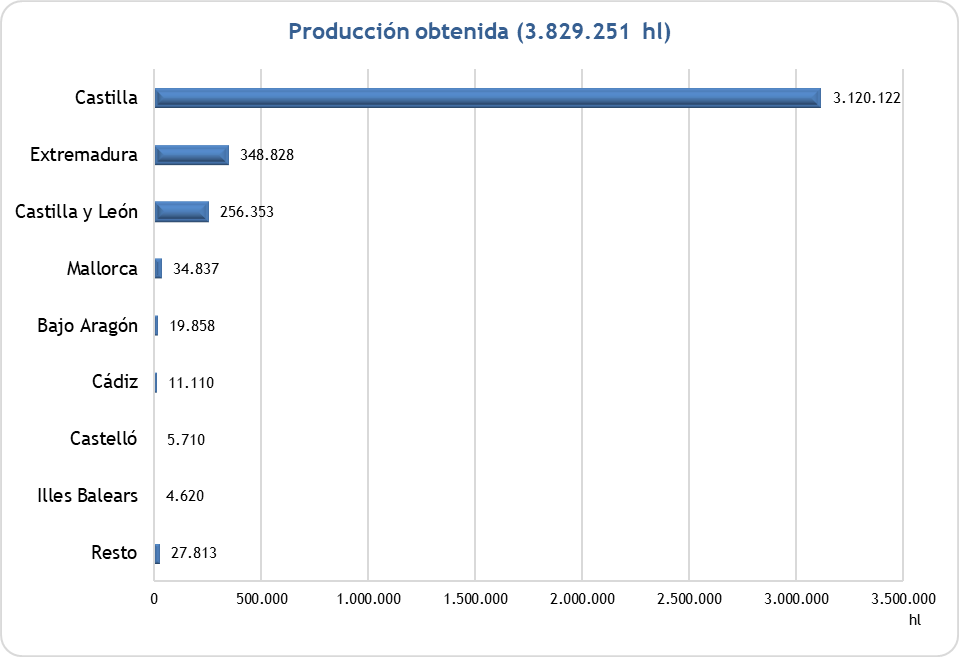 Producción obtenida (3.829.251 hl)
Castilla 3.120.122
Extremadura 348.828
Castilla y León 256.353
Mallorca 34.837
Bajo Aragón 19.858
Cádiz 11.110
Castelló 5.710
Illes Balears 4.620
Resto 27.813
0 500.000 1.000.000 1.500.000 2.000.000 2.500.000 3.000.000 3.500.000
hl